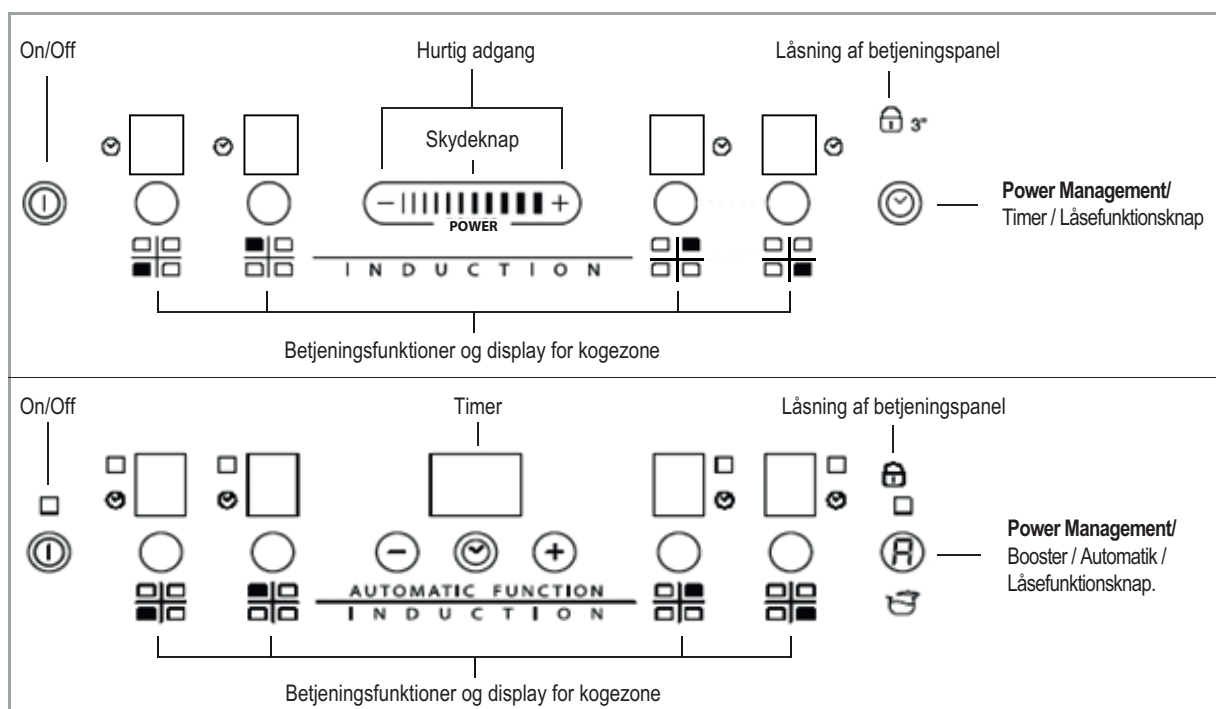 On/Off
Hurtig adgang
Låsning af betjeningspanel
3"
Skydeknap
POWER
Power Management/
Timer / Låsefunktionsknap
INDUCTION
Betjeningsfunktioner og display for kogezone
On/Off
Timer
Låsning af betjeningspanel
A
Power Management/
Booster / Automatik /
Låsefunktionsknap.
AUTOMATIC FUNCTION
INDUCTION
Betjeningsfunktioner og display for kogezone